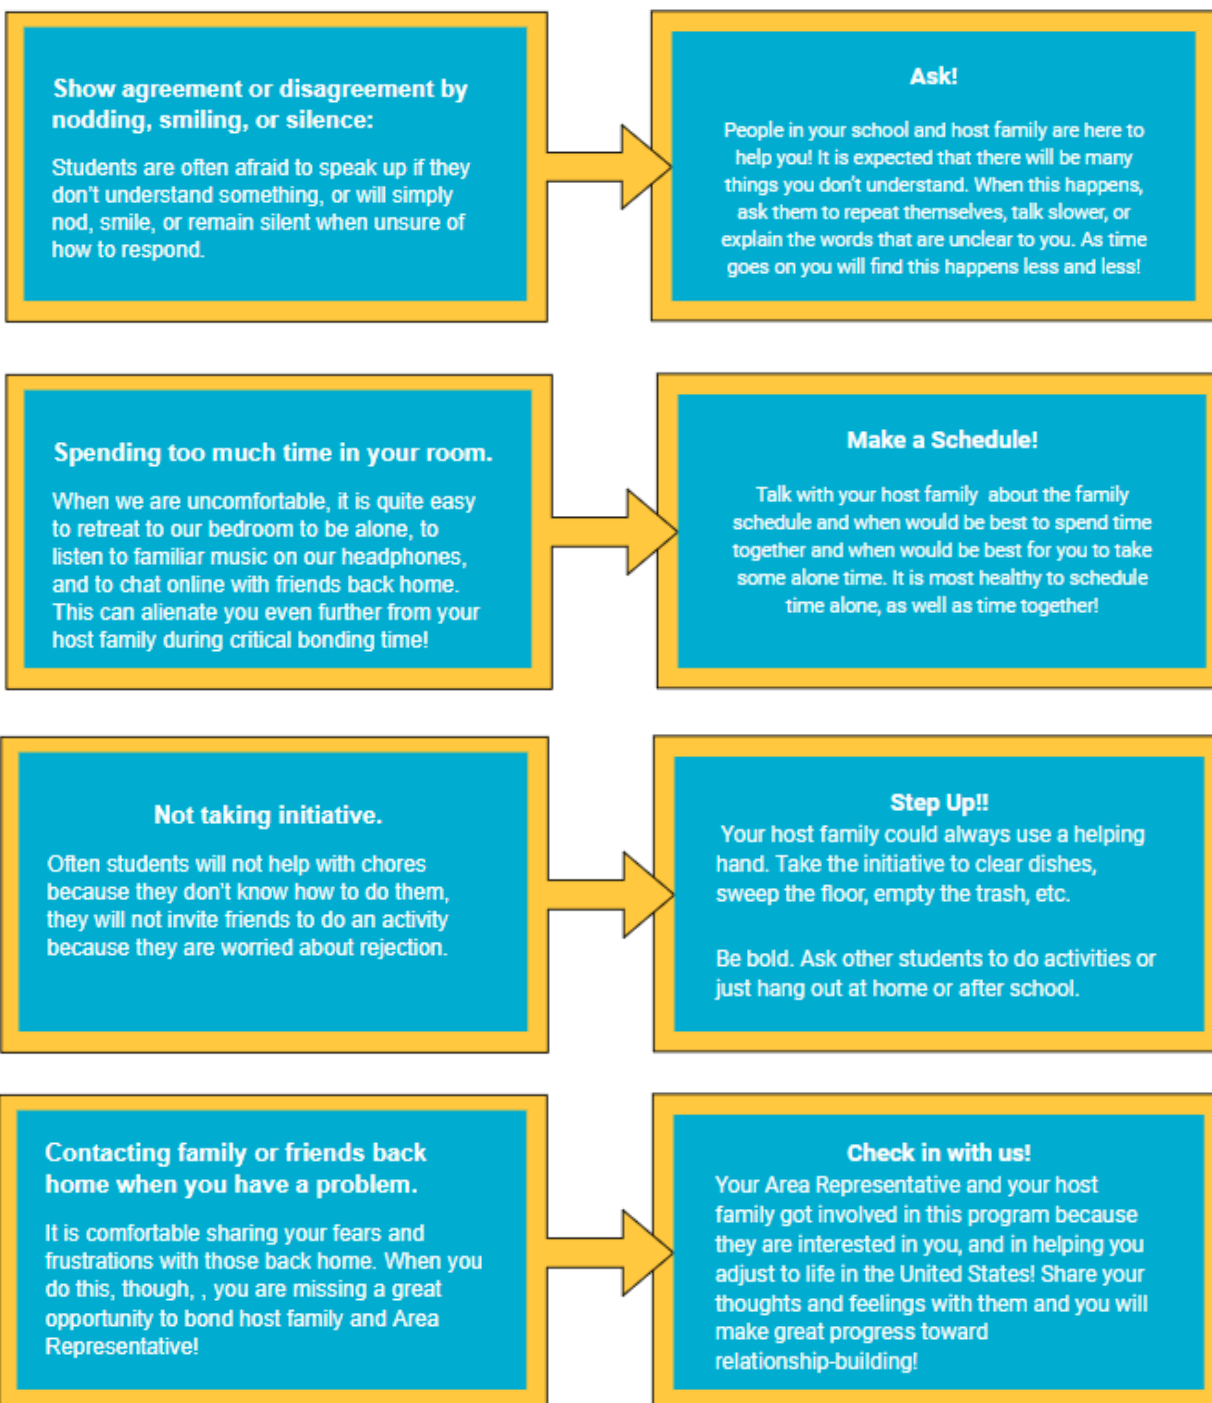 Show agreement or disagreement by
nodding, smiling, or silence:
Students are often afraid to speak up if they
don't understand something, or will simply
nod, smile, or remain silent when unsure of
how to respond.
Ask!
People in your school and host family are here to
help you! It is expected that there will be many
things you don't understand. When this happens,
ask them to repeat themselves, talk slower, or
explain the words that are unclear to you. As time
goes on you will find this happens less and less!
Spending too much time in your room.
When we are uncomfortable, it is quite easy
to retreat to our bedroom to be alone, to
listen to familiar music on our headphones,
and to chat online with friends back home.
This can alienate you even further from your
host family during critical bonding time!
Make a Schedule!
Talk with your host family  about the family
schedule and when would be best to spend time
together and when would be best for you to take
some alone time. It is most healthy to schedule
time alone, as well as time together!
Not taking initiative.
Often students will not help with chores
because they don't know how to do them,
they will not invite friends to do an activity
because they are worried about rejection.
Step Up!!
Your host family could always use a helping
hand. Take the initiative to clear dishes,
sweep the floor, empty the trash, etc.
Be bold. Ask other students to do activities or
just hang out at home or after school.
Contacting family or friends back
home when you have a problem.
It is comfortable sharing your fears and
frustrations with those back home. When you
do this, though, , you are missing a great
opportunity to bond host family and Area
Representative!
Check in with us!
Your Area Representative and your host
family got involved in this program because
they are interested in you, and in helping you
adjust to life in the United States! Share your
thoughts and feelings with them and you will
make great progress toward
relationship-building!